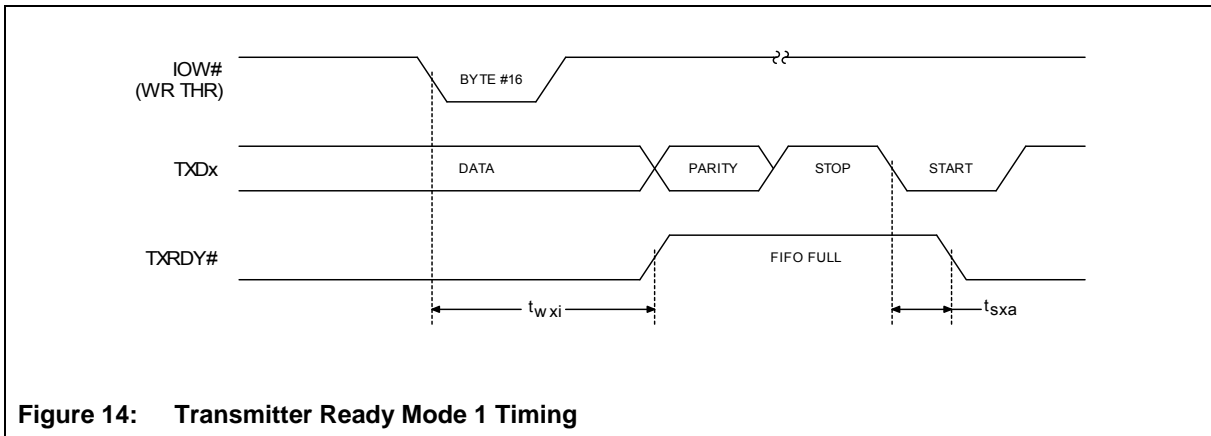 IOW#
(WR THR)
BYTE #16
TXDx
DATA
PARITY
STOP
START
TXRDY#
FIFO FULL
twxi
tsxa
Figure 14: Transmitter Ready Mode 1 Timing